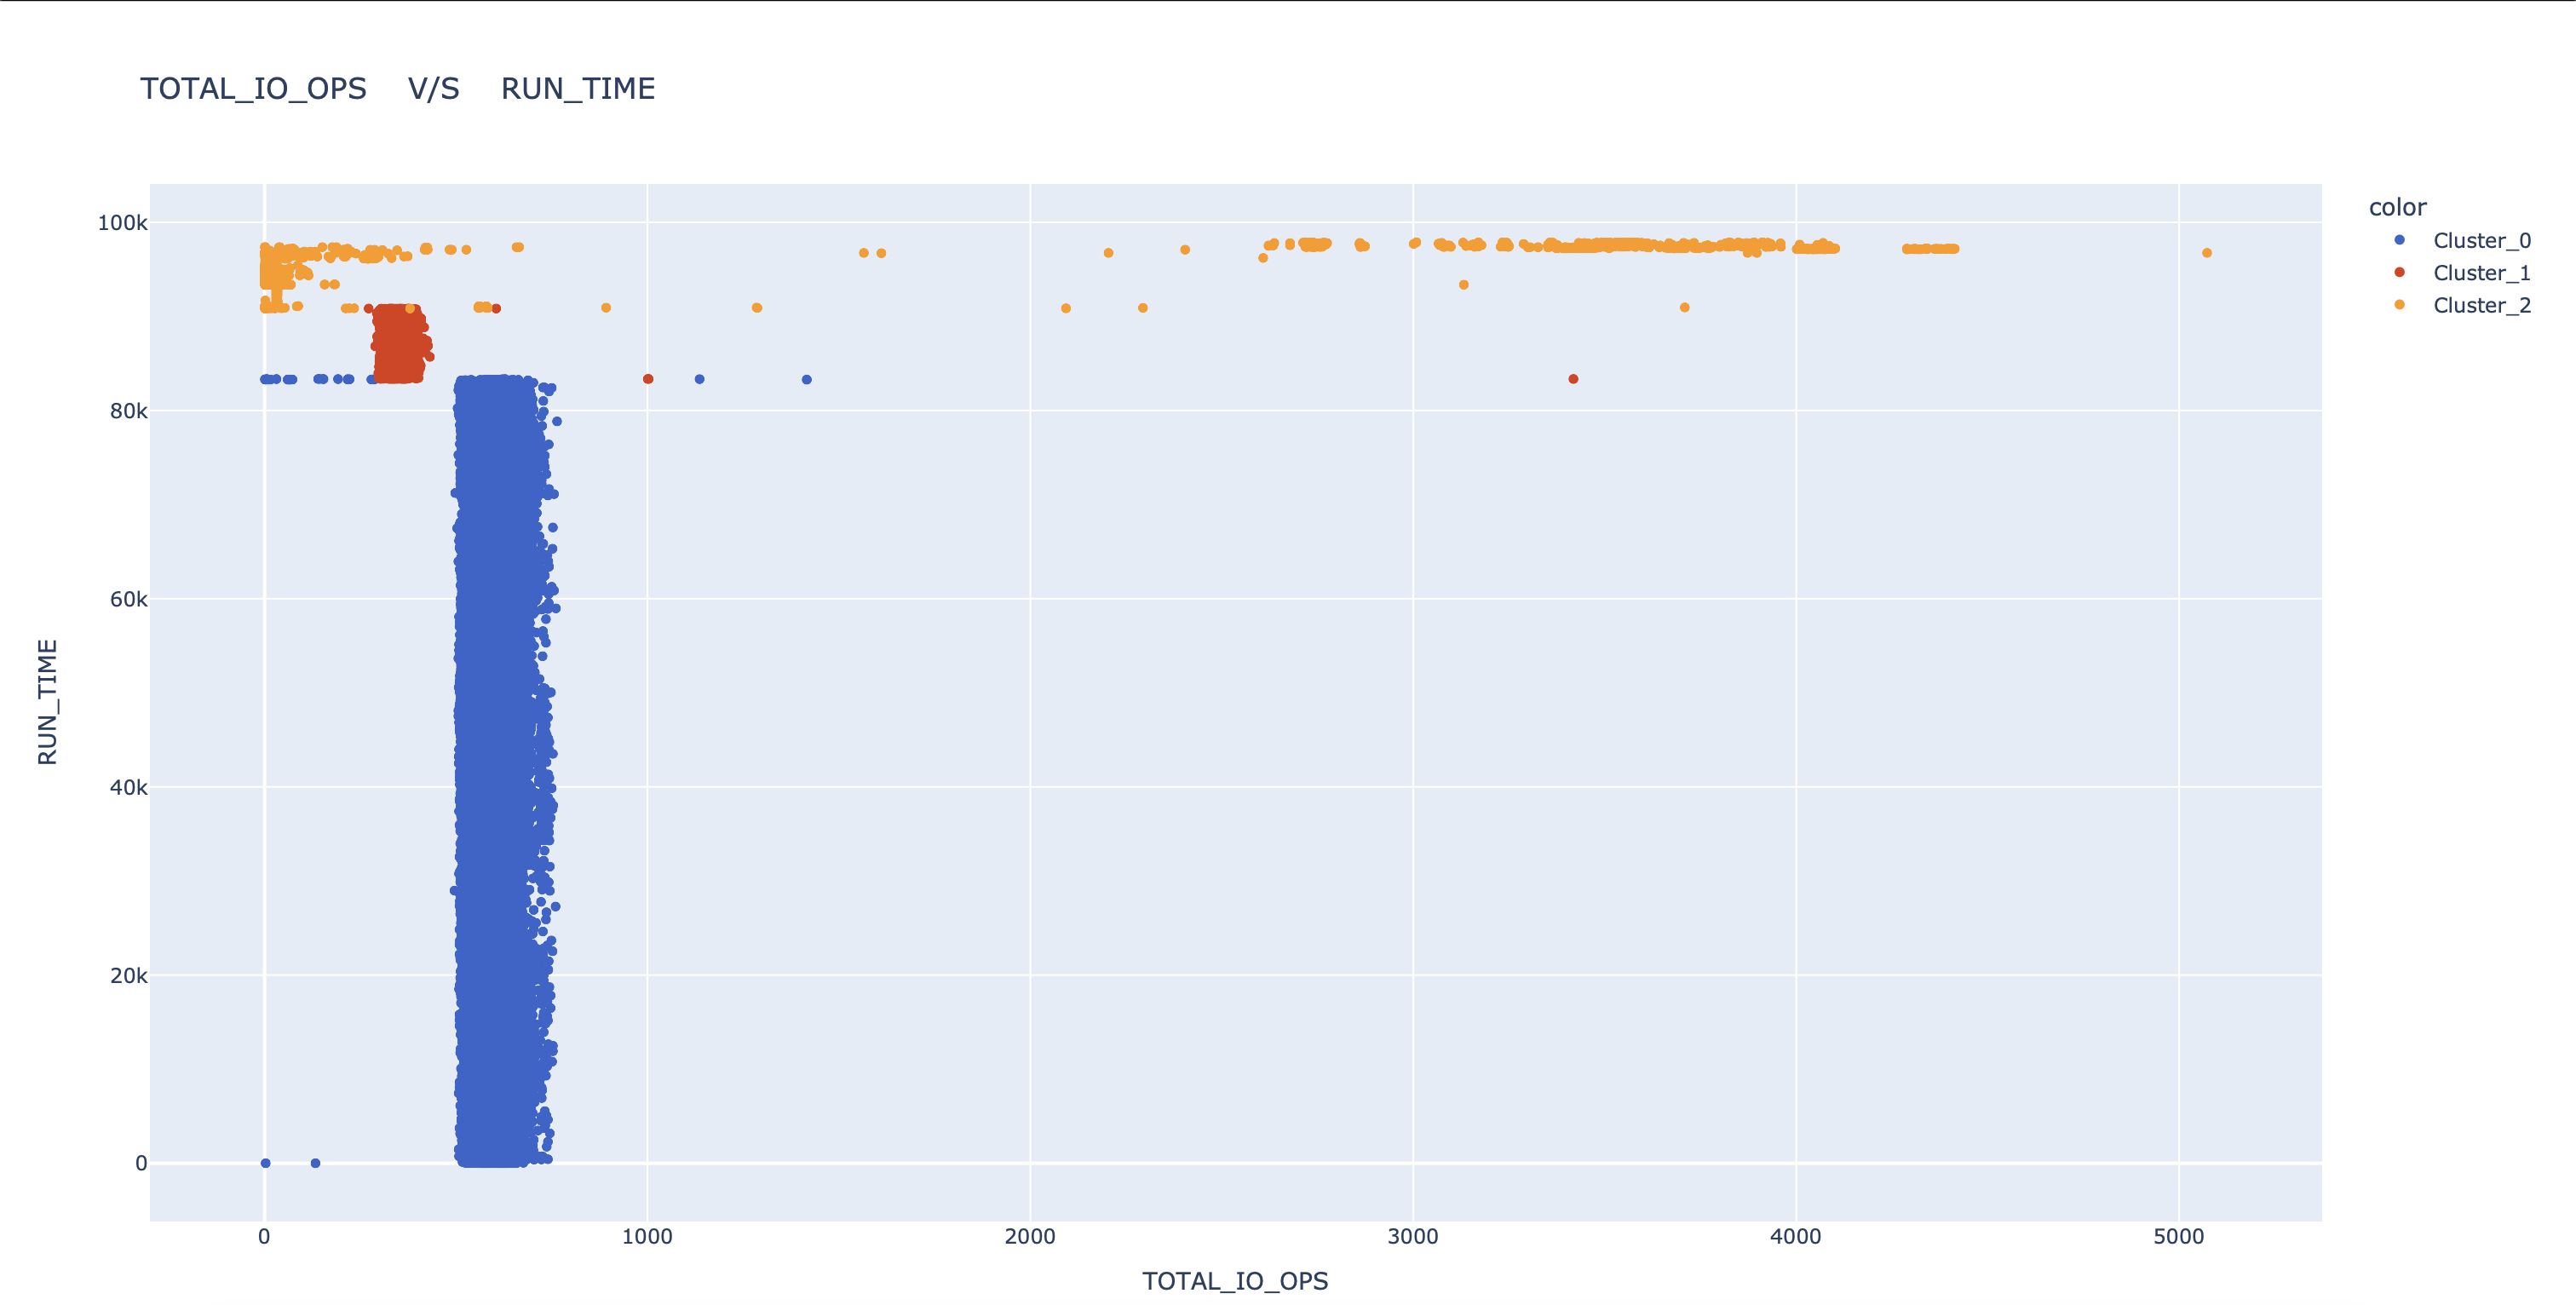 TOTAL_IO_OPS V/S RUN_TIME
color
Cluster_0
Cluster_1
Cluster_2
100k
80k
60k
40k
20k
0
RUN_TIME
0 1000 2000 3000 4000 5000
TOTAL_IO_OPS